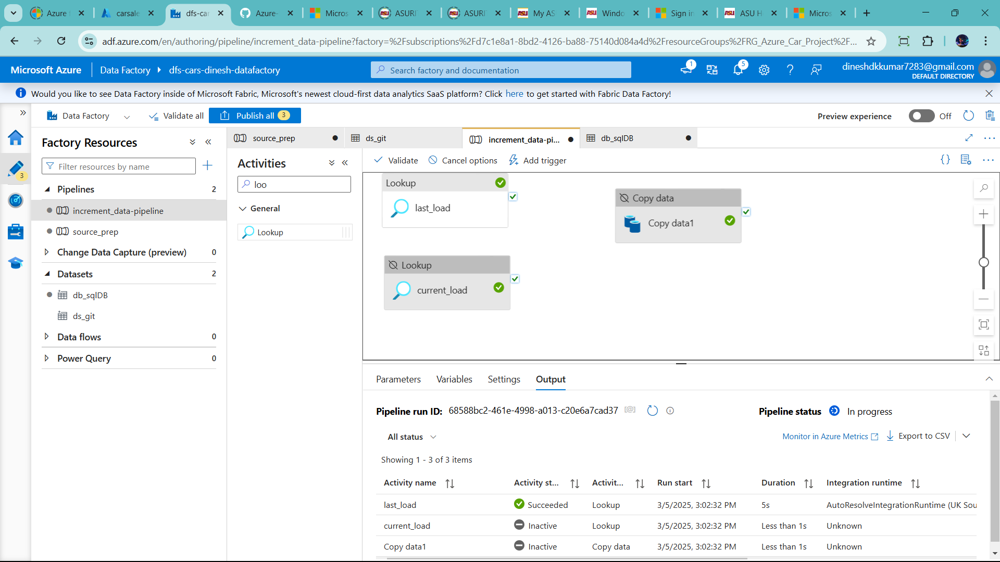 Azure
carsale
dfs-car
Azure-
Micros
ASURI
ASURI
My AS
Windo
Sign in
ASU H
Micros
adf.azure.com/en/authoring/pipeline/increment_data-pipeline?factory=%2Fsubscriptions%2Fd7c1e8a1-8bd2-4126-ba88-75140d084a4d%2FresourceGroups%2FRG_Azure_Car_Project%2F...
Microsoft Azure
Data Factory
dfs-cars-dinesh-datafactory
Search factory and documentation
1
5
dineshdkkumar7283@gmail.com
DEFAULT DIRECTORY
Would you like to see Data Factory inside of Microsoft Fabric, Microsoft's newest cloud-first data analytics SaaS platform? Click here to get started with Fabric Data Factory!
Data Factory
Validate all
Publish all 3
Preview experience
Off
3
Factory Resources
Filter resources by name
Pipelines 2
increment_data-pipeline
source_prep
Change Data Capture (preview) 0
Datasets 2
db_sqlDB
ds_git
Data flows 0
Power Query 0
source_prep
ds_git
increment_data-pi...
db_sqlDB
Activities
loo
General
Lookup
Validate
Cancel options
Add trigger
Lookup
last_load
Copy data
Copy data1
Lookup
current_load
Parameters
Variables
Settings
Output
Pipeline run ID: 68588bc2-461e-4998-a013-c20e6a7cad37
Pipeline status In progress
All status
Monitor in Azure Metrics
Export to CSV
Showing 1 - 3 of 3 items
Activity name Activity st... Activit... Run start Duration Integration runtime
last_load Succeeded Lookup 3/5/2025, 3:02:32 PM 5s AutoResolveIntegrationRuntime (UK Sou
current_load Inactive Lookup 3/5/2025, 3:02:32 PM Less than 1s Unknown
Copy data1 Inactive Copy data 3/5/2025, 3:02:32 PM Less than 1s Unknown